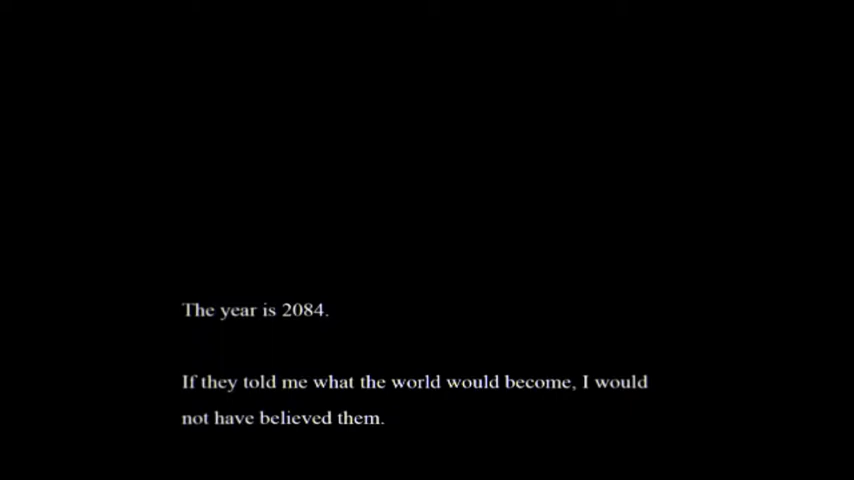 The year is 2084.
If they told me what the world would become, I would
not have believed them.